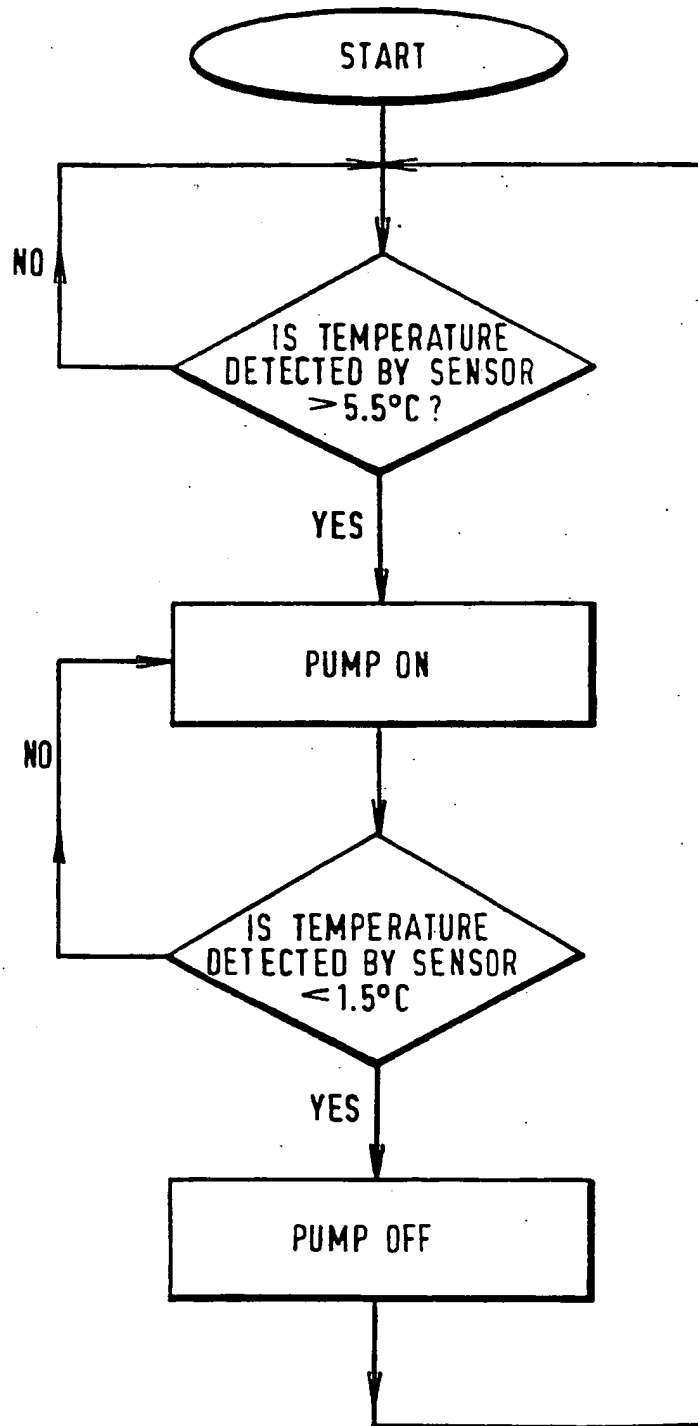 START
NO
IS TEMPERATURE
DETECTED BY SENSOR
>5.5°C?
YES
PUMP ON
NO
IS TEMPERATURE
DETECTED BY SENSOR
<1.5°C
YES
PUMP OFF